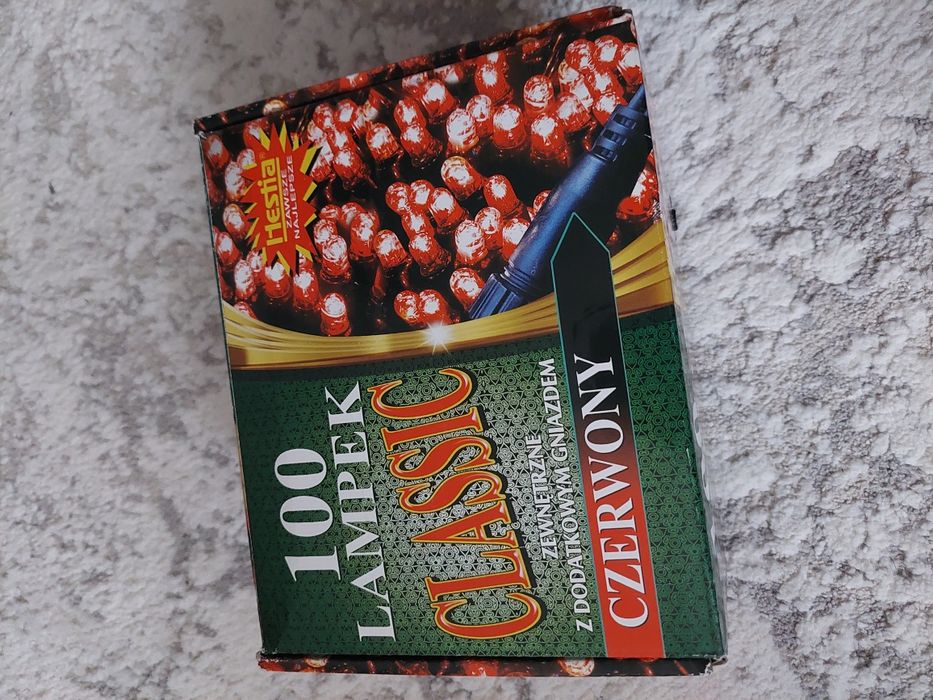 Hestia®
ZAWSZE
NAJLEPSZE
100
LAMPEK
CLASSIC
ZEWNĘTRZNE
Z DODATKOWYM GNIAZDEM
CZERWONY